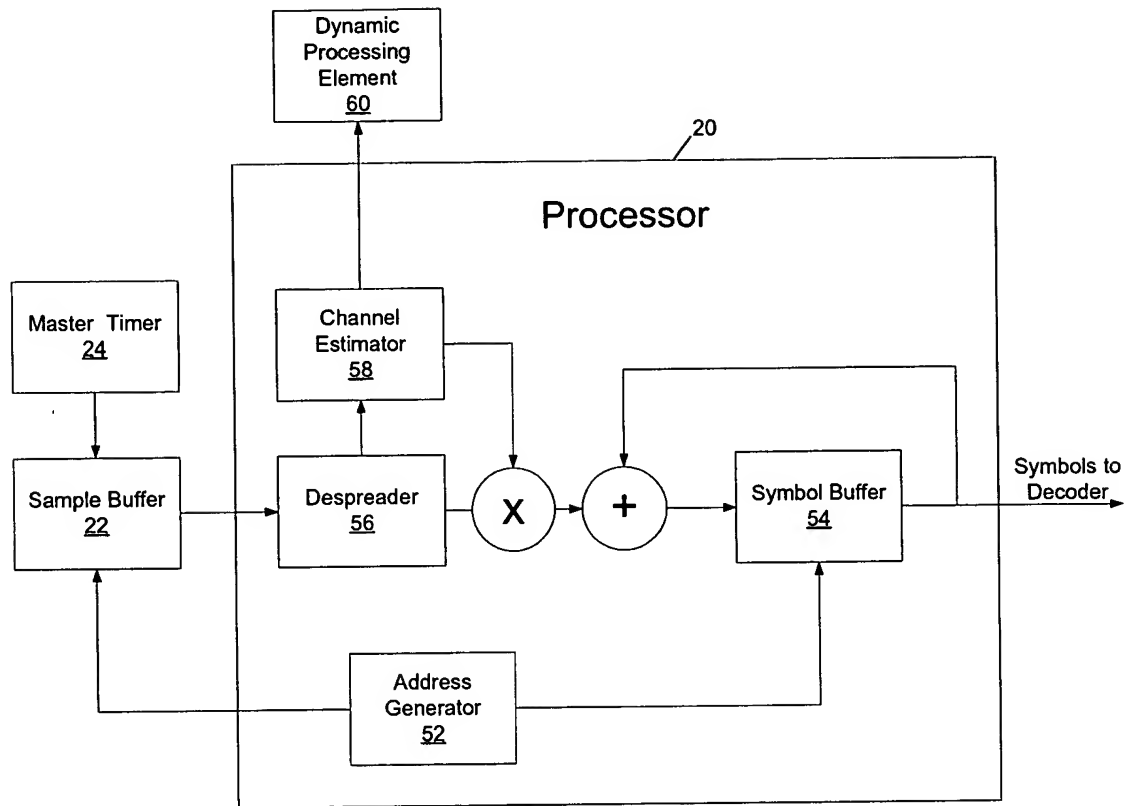 Dynamic
Processing
Element
60
20
Processor
Master Timer
24
Channel
Estimator
58
Sample Buffer
22
Despreader
56
X
+
Symbol Buffer
54
Symbols to
Decoder
Address
Generator
52